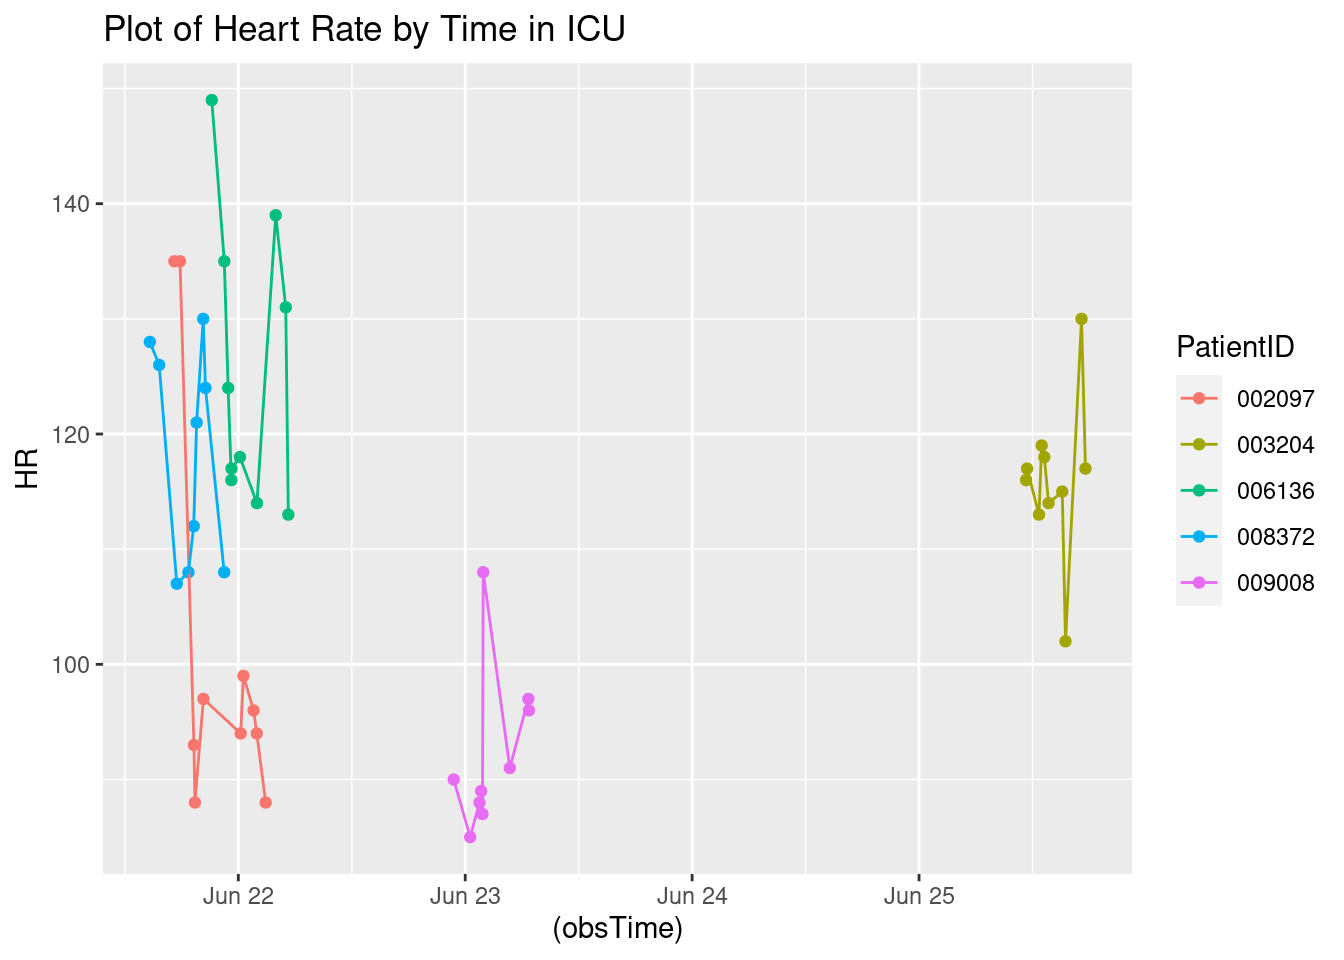 Plot of Heart Rate by Time in ICU
140
120
100
HR
Jun 22
Jun 23
Jun 24
Jun 25
(obsTime)
PatientID
002097
003204
006136
008372
009008